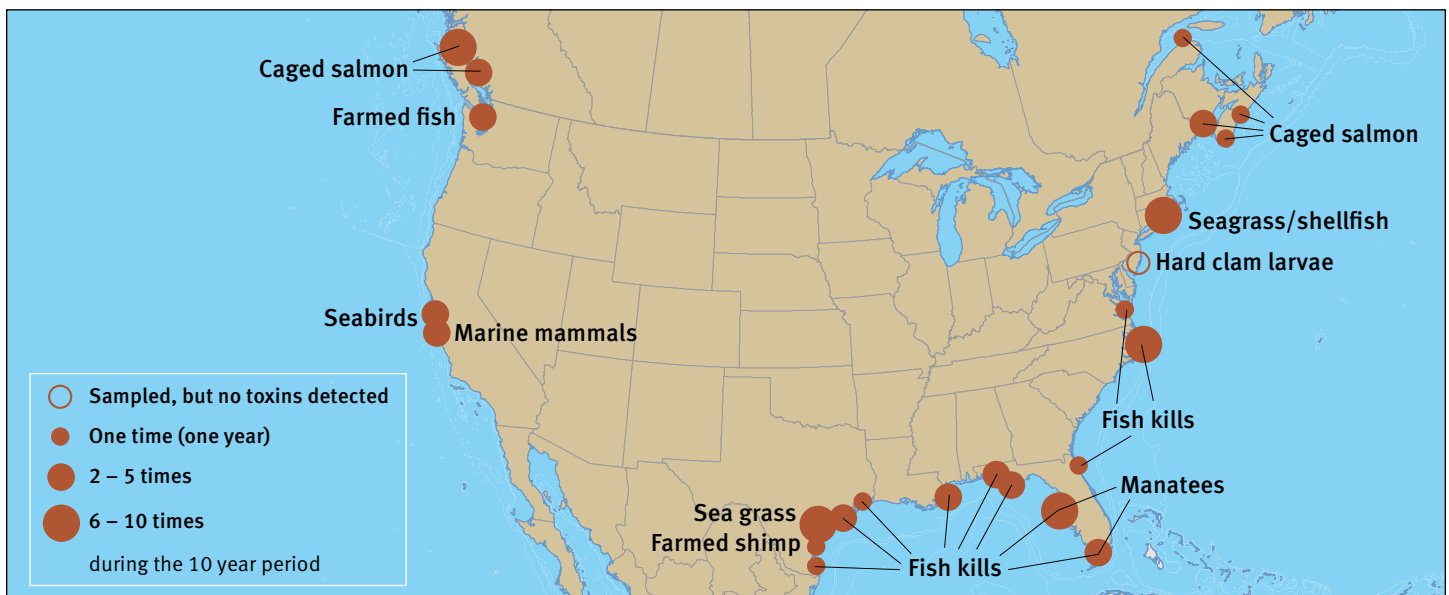 Caged salmon
Farmed fish
Caged salmon
Seagrass/shellfish
Hard clam larvae
Seabirds
Marine mammals
Fish kills
Manatees
Sea grass
Farmed shimp
Fish kills
Sampled, but no toxins detected
One time (one year)
2 – 5 times
6 – 10 times
during the 10 year period